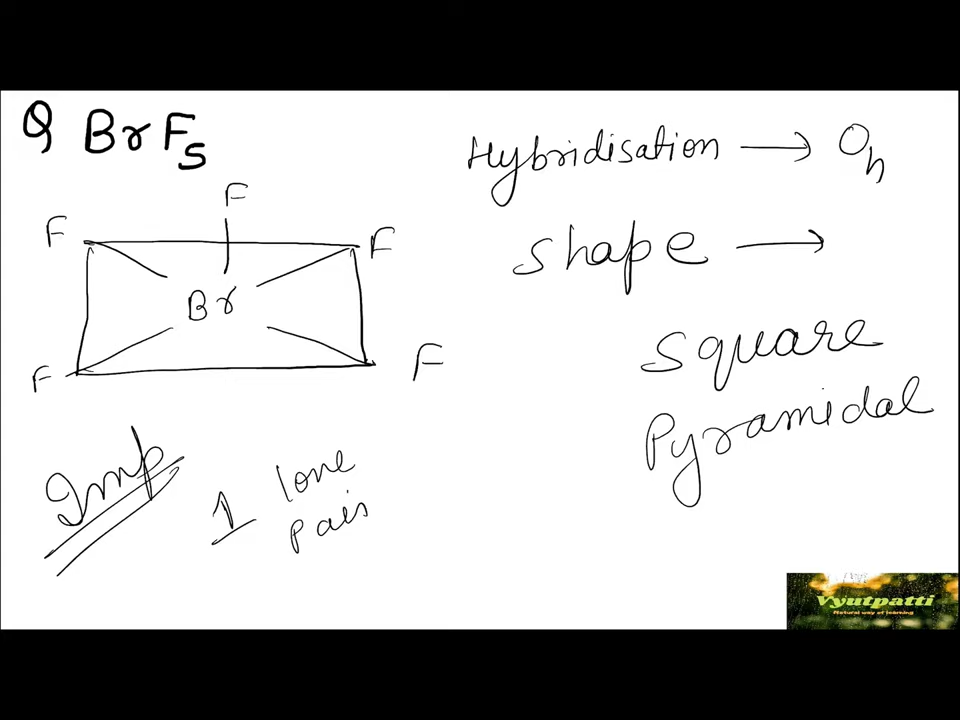 Q BrF5
Hybridisation → Oh
Shape →
Square
Pyramidal
F
F
F
Br
F
F
Imp
1 lone
pair
Vyutpatti
Natural way of learning